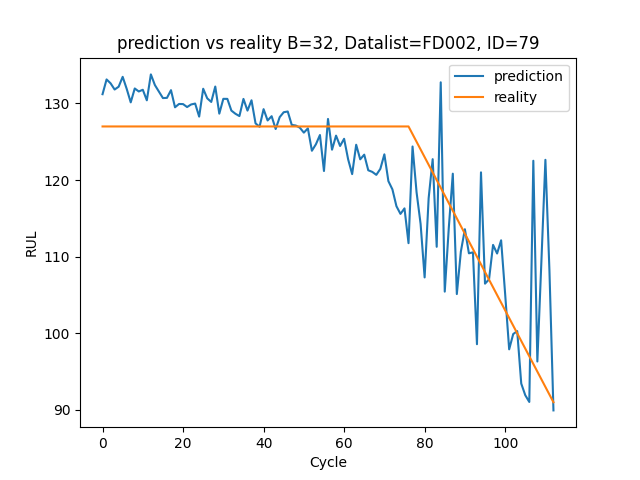 prediction vs reality B=32, Datalist=FD002, ID=79
prediction
reality
RUL
130
120
110
100
90
0 20 40 60 80 100
Cycle